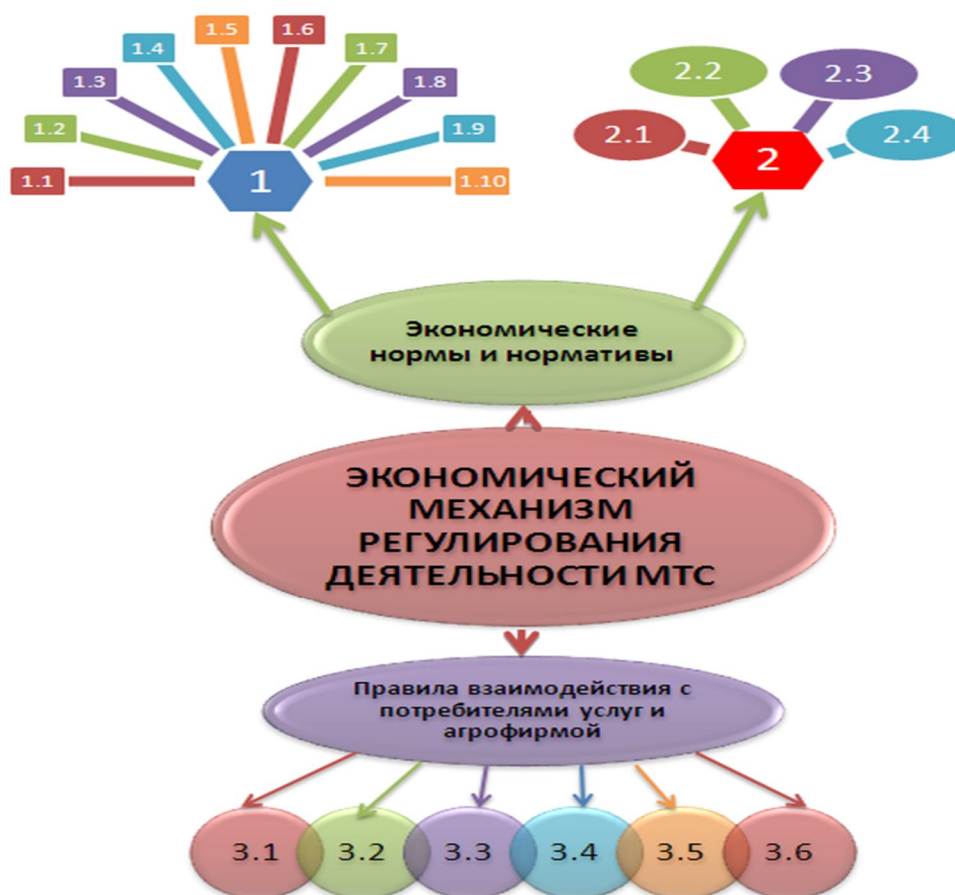 1.5 1.6
1.4 1.7
1.3 1.8
1.2 1.9
1.1 1 1.10
2.2 2.3
2.1 2.4
2
Экономические
нормы и нормативы
ЭКОНОМИЧЕСКИЙ
МЕХАНИЗМ
РЕГУЛИРОВАНИЯ
ДЕЯТЕЛЬНОСТИ МТС
Правила взаимодействия с
потребителями услуг и
агрофирмой
3.1 3.2 3.3 3.4 3.5 3.6